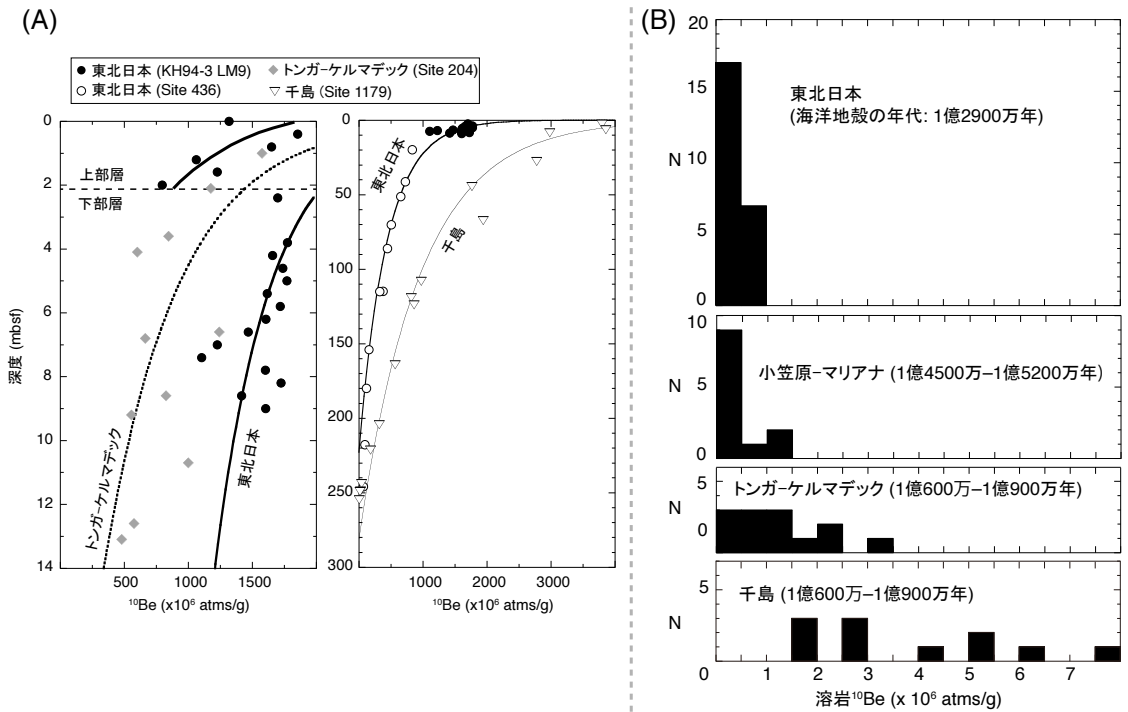 (A)
● 東北日本 (KH94-3 LM9)
◆ トンガ-ケルマデック (Site 204)
○ 東北日本 (Site 436)
▽ 千島 (Site 1179)
0
2
4
6
8
10
12
14
深度 (mbsf)
上部層
下部層
トンガ-ケルマデック
東北日本
500
1000
1500
¹⁰Be (x10⁶ atms/g)
0
50
100
150
200
250
300
東北日本
千島
0
1000
2000
3000
¹⁰Be (x10⁶ atms/g)
(B)
20
15
10
5
0
N
東北日本
(海洋地殻の年代: 1億2900万年)
10
5
0
N
小笠原-マリアナ (1億4500万–1億5200万年)
5
0
N
トンガ-ケルマデック (1億600万–1億900万年)
5
N
千島 (1億600万–1億900万年)
0
1
2
3
4
5
6
7
溶岩¹⁰Be (x 10⁶ atms/g)